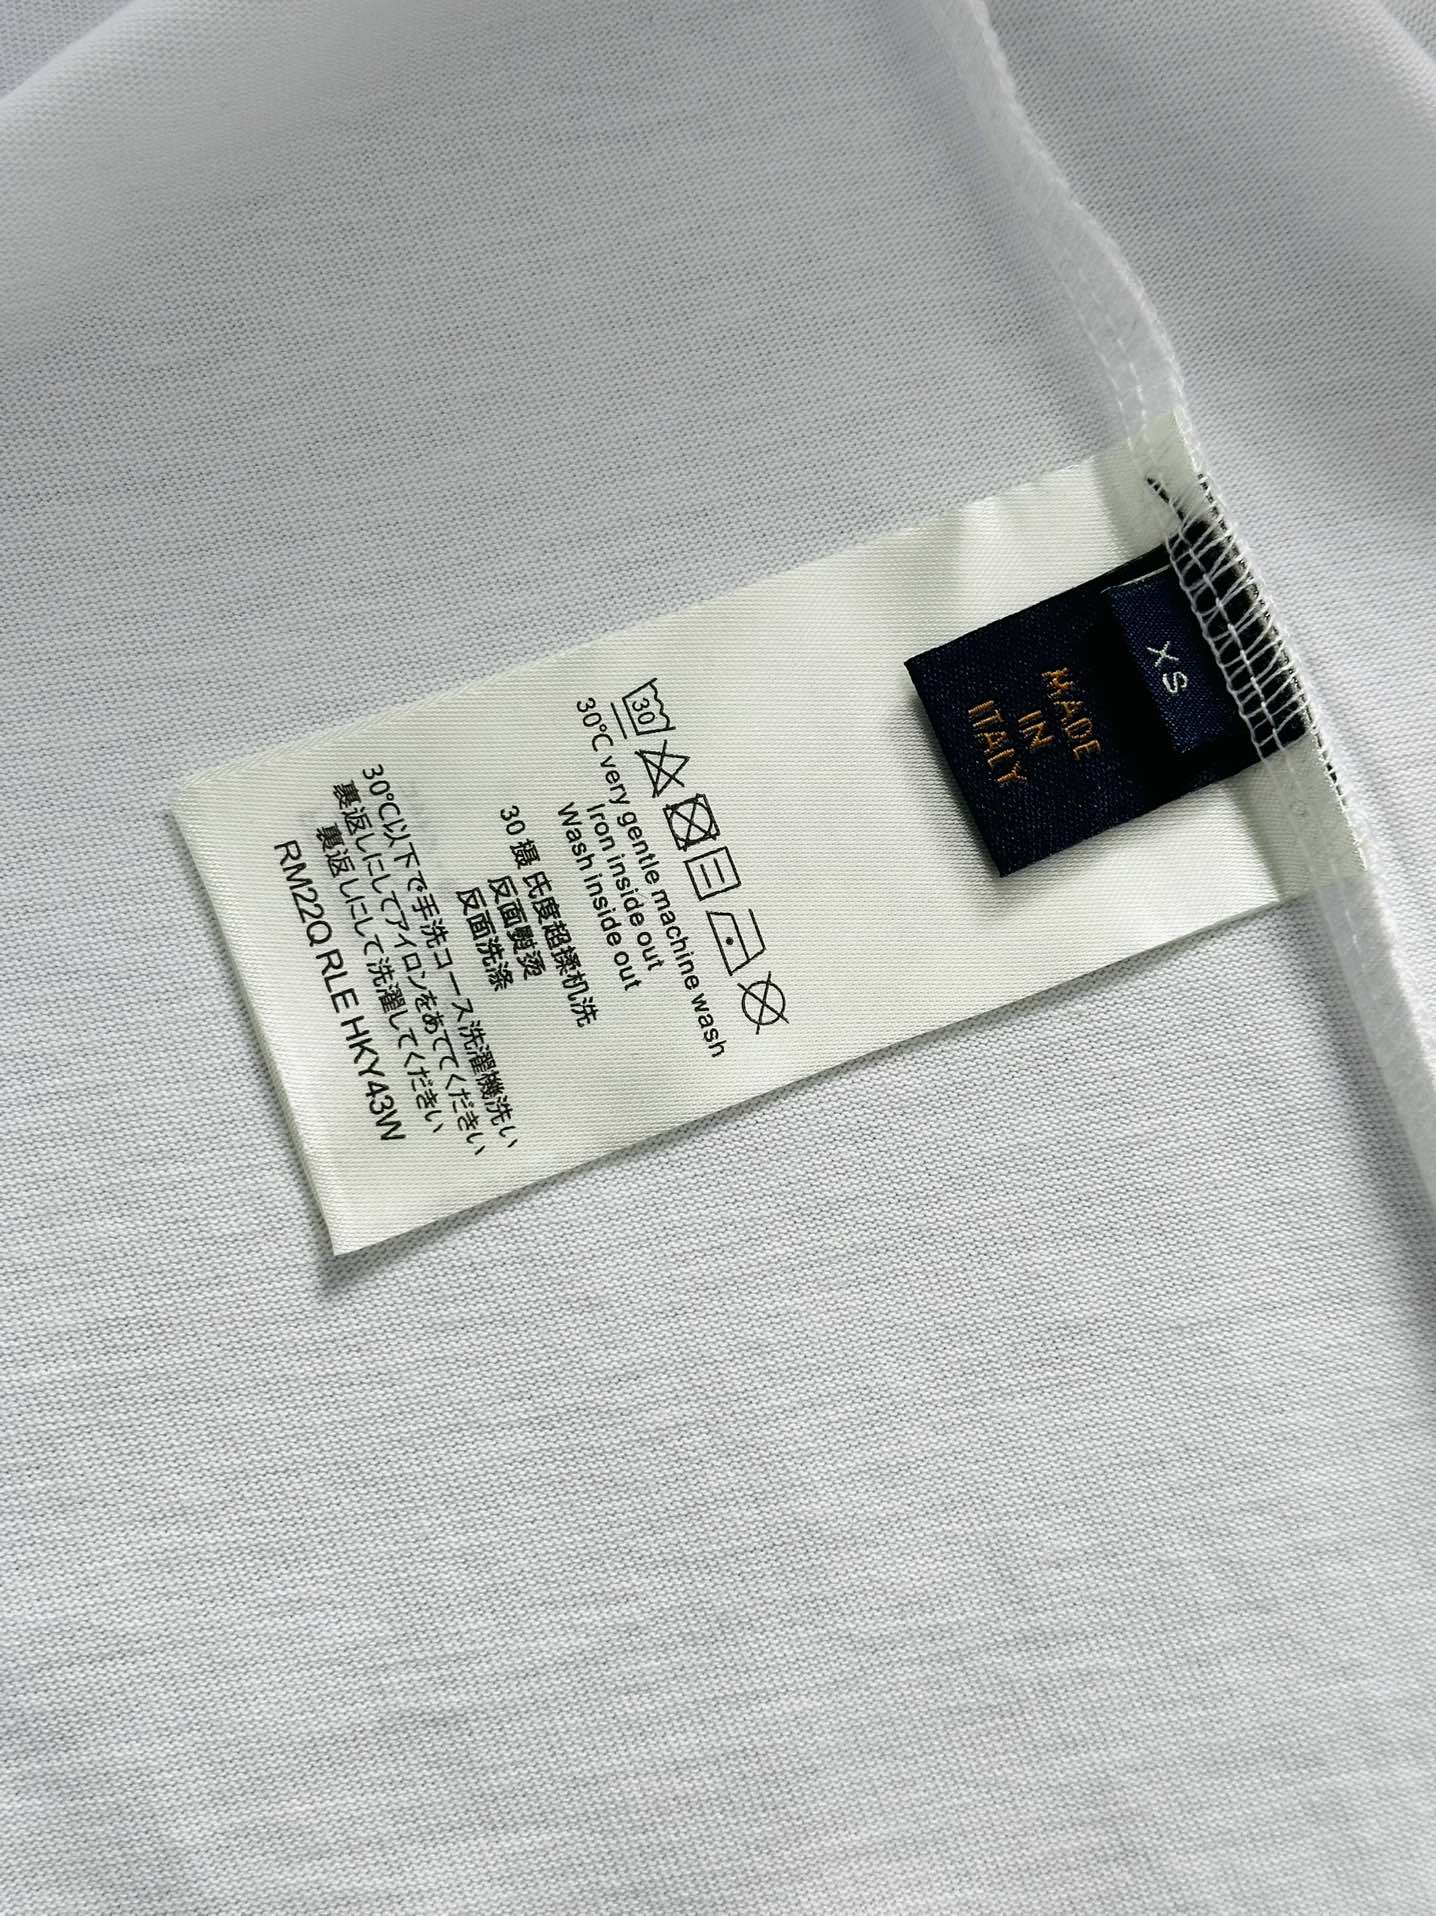 XS
MADE
IN
ITALY
30
30°C very gentle machine wash
Iron inside out
Wash inside out
30 摄 氏度超揉机洗
反面熨烫
反面洗涤
30℃以下で手洗コース洗濯機洗い
裏返しにしてアイロンをあててください
裏返しにして洗濯してください
RM22Q RLE HKY43W